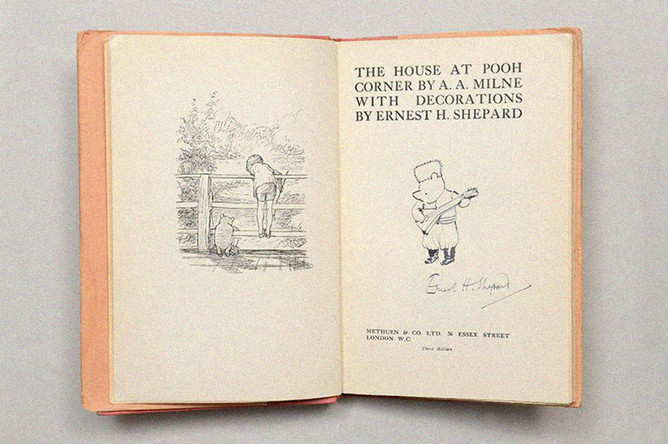 THE HOUSE AT POOH
CORNER BY A. A. MILNE
WITH DECORATIONS
BY ERNEST H. SHEPARD
Ernest H. Shepard
METHUEN & CO. LTD. 36 ESSEX STREET
LONDON W.C
Third Edition